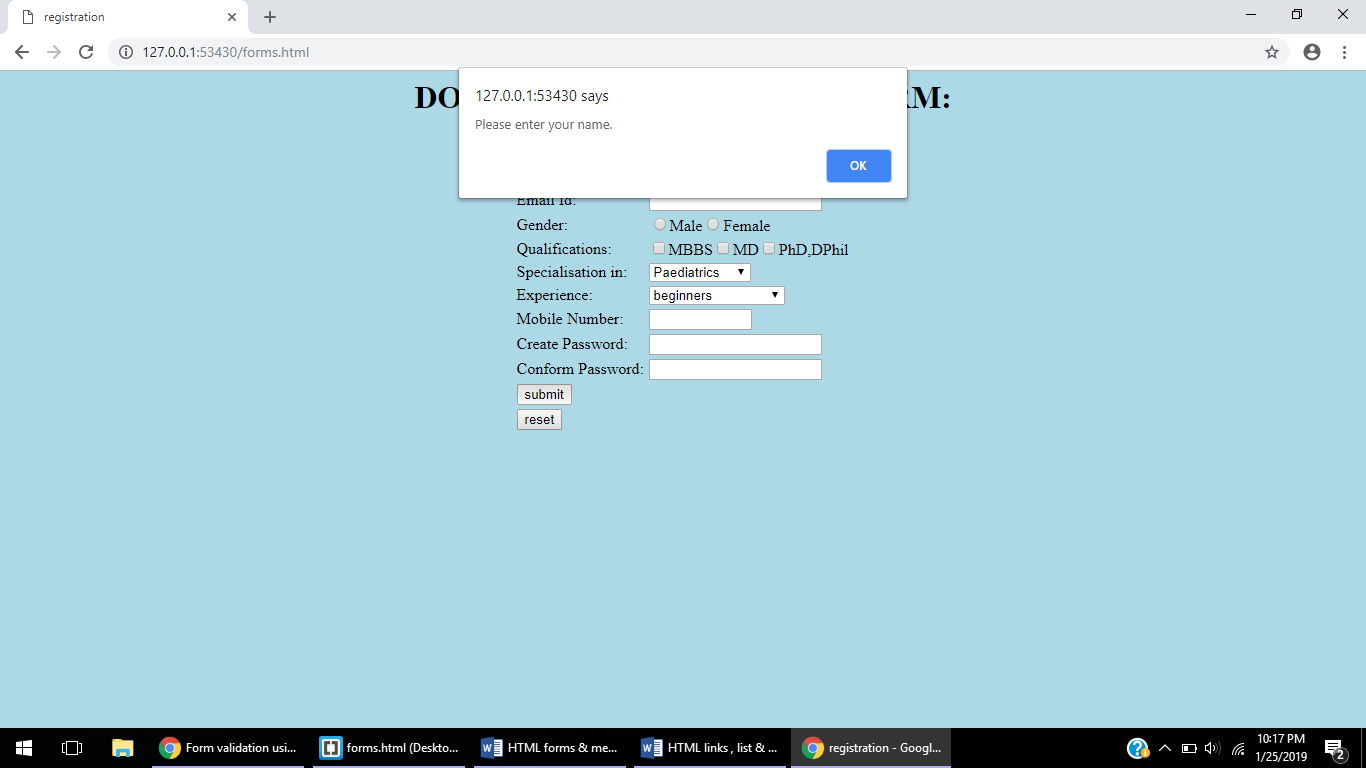 registration
127.0.0.1:53430/forms.html
DO RM:
127.0.0.1:53430 says
Please enter your name.
OK
Email Id:
Gender: Male Female
Qualifications: MBBS MD PhD,DPhil
Specialisation in: Paediatrics
Experience: beginners
Mobile Number:
Create Password:
Conform Password:
submit
reset
Form validation usi... forms.html (Deskto... HTML forms & me... HTML links , list & ... registration - Googl...
10:17 PM
1/25/2019
2